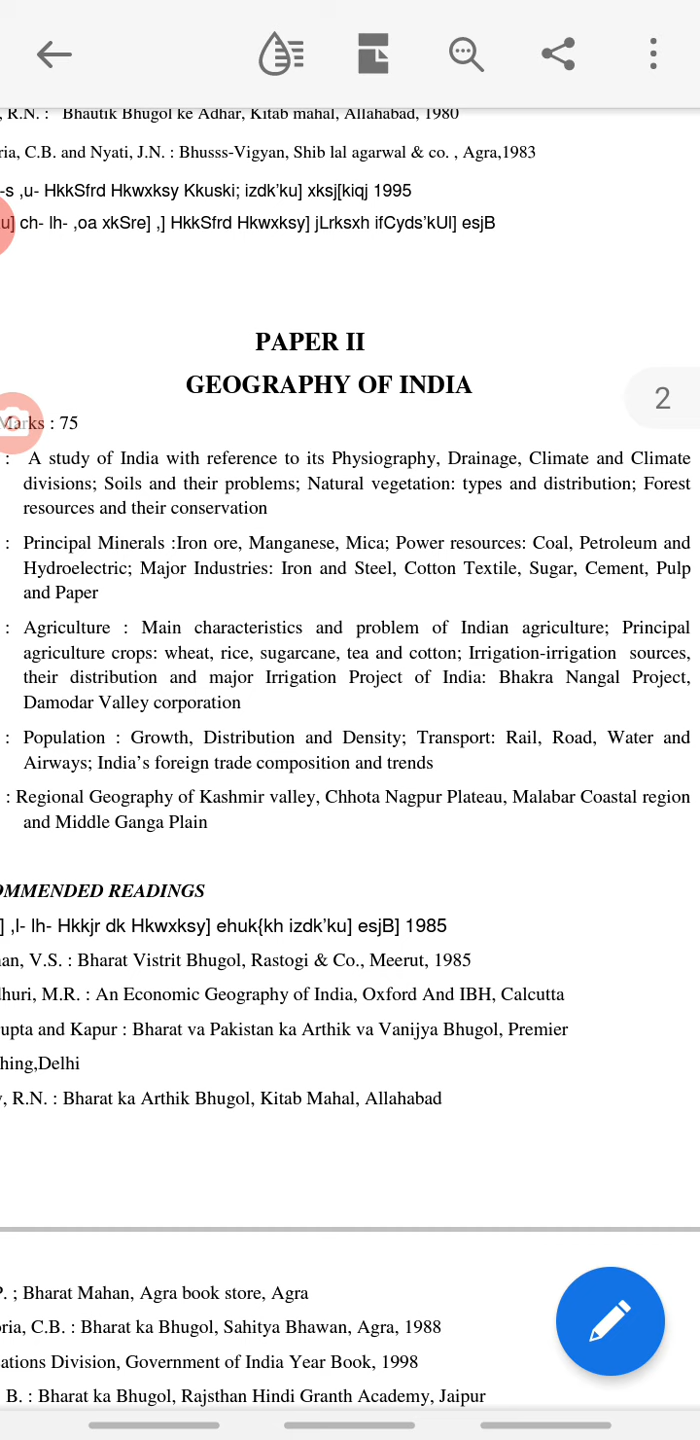 , R.N. : Bhautik Bhugol ke Adhar, Kitab mahal, Allahabad, 1980
ria, C.B. and Nyati, J.N. : Bhusss-Vigyan, Shib lal agarwal & co. , Agra,1983
-s ,u- HkkSfrd Hkwxksy Kkuski; izdk'ku] xksj[kiqj 1995
u] ch- lh- ,oa xkSre] ,] HkkSfrd Hkwxksy] jLrksxh ifCyds'kUl] esjB
PAPER II
GEOGRAPHY OF INDIA
2
Marks : 75
: A study of India with reference to its Physiography, Drainage, Climate and Climate
divisions; Soils and their problems; Natural vegetation: types and distribution; Forest
resources and their conservation
: Principal Minerals :Iron ore, Manganese, Mica; Power resources: Coal, Petroleum and
Hydroelectric; Major Industries: Iron and Steel, Cotton Textile, Sugar, Cement, Pulp
and Paper
: Agriculture : Main characteristics and problem of Indian agriculture; Principal
agriculture crops: wheat, rice, sugarcane, tea and cotton; Irrigation-irrigation sources,
their distribution and major Irrigation Project of India: Bhakra Nangal Project,
Damodar Valley corporation
: Population : Growth, Distribution and Density; Transport: Rail, Road, Water and
Airways; India's foreign trade composition and trends
: Regional Geography of Kashmir valley, Chhota Nagpur Plateau, Malabar Coastal region
and Middle Ganga Plain
OMMENDED READINGS
] ,l- lh- Hkkjr dk Hkwxksy] ehuk{kh izdk'ku] esjB] 1985
an, V.S. : Bharat Vistrit Bhugol, Rastogi & Co., Meerut, 1985
dhuri, M.R. : An Economic Geography of India, Oxford And IBH, Calcutta
upta and Kapur : Bharat va Pakistan ka Arthik va Vanijya Bhugol, Premier
hing,Delhi
, R.N. : Bharat ka Arthik Bhugol, Kitab Mahal, Allahabad
P. ; Bharat Mahan, Agra book store, Agra
oria, C.B. : Bharat ka Bhugol, Sahitya Bhawan, Agra, 1988
ations Division, Government of India Year Book, 1998
B. : Bharat ka Bhugol, Rajsthan Hindi Granth Academy, Jaipur